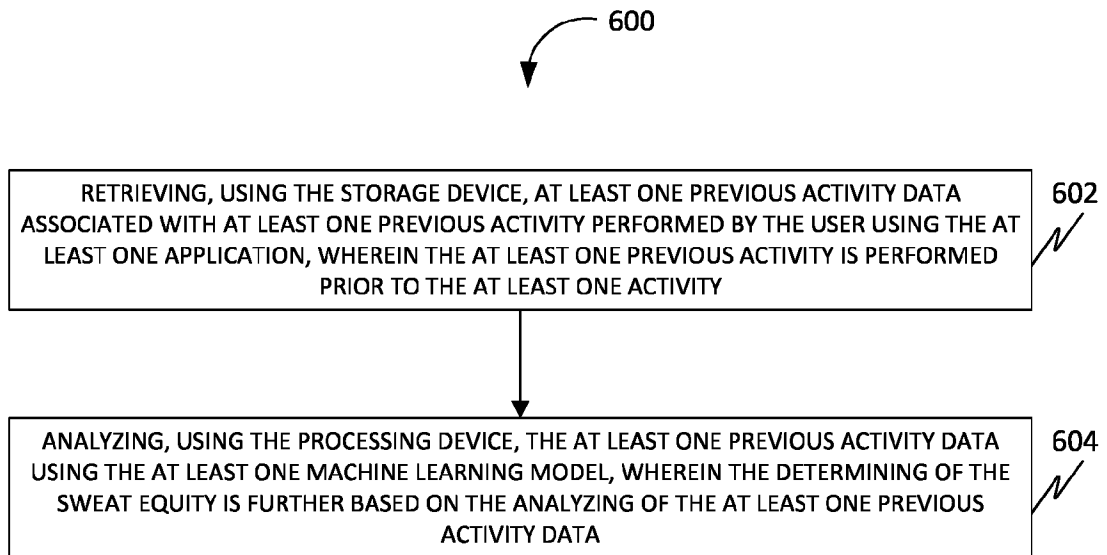 600
RETRIEVING, USING THE STORAGE DEVICE, AT LEAST ONE PREVIOUS ACTIVITY DATA
ASSOCIATED WITH AT LEAST ONE PREVIOUS ACTIVITY PERFORMED BY THE USER USING THE AT
LEAST ONE APPLICATION, WHEREIN THE AT LEAST ONE PREVIOUS ACTIVITY IS PERFORMED
PRIOR TO THE AT LEAST ONE ACTIVITY
602
ANALYZING, USING THE PROCESSING DEVICE, THE AT LEAST ONE PREVIOUS ACTIVITY DATA
USING THE AT LEAST ONE MACHINE LEARNING MODEL, WHEREIN THE DETERMINING OF THE
SWEAT EQUITY IS FURTHER BASED ON THE ANALYZING OF THE AT LEAST ONE PREVIOUS
ACTIVITY DATA
604